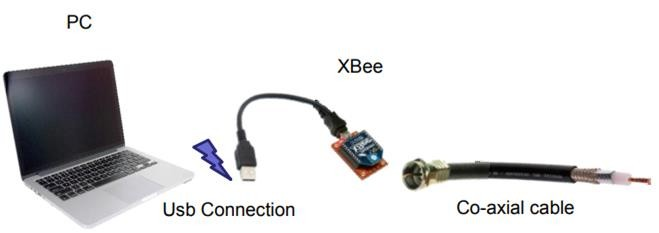 PC
XBee
Usb Connection
Co-axial cable